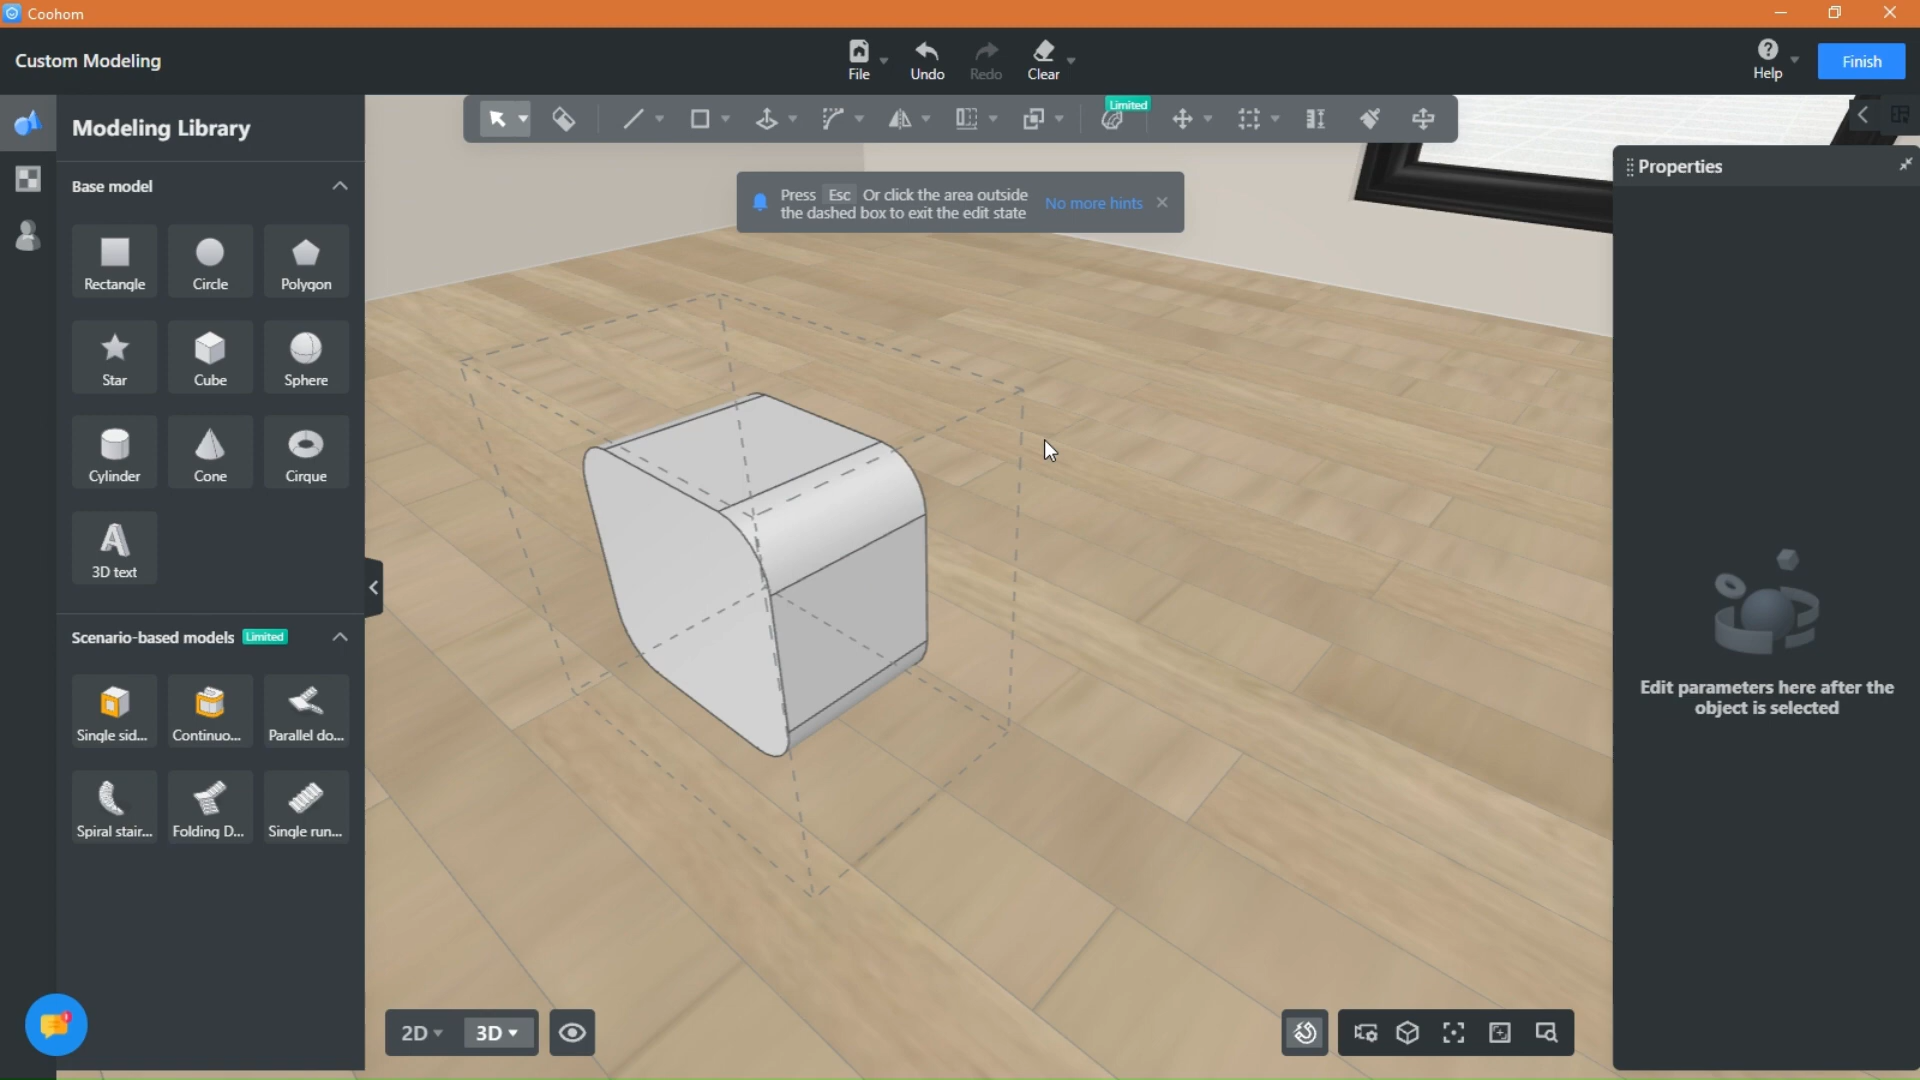 Coohom
Custom Modeling
File
Undo
Redo
Clear
Help
Finish
Modeling Library
Limited
Properties
Base model
Press Esc Or click the area outside
the dashed box to exit the edit state
No more hints
Rectangle
Circle
Polygon
Star
Cube
Sphere
Cylinder
Cone
Cirque
3D text
Scenario-based models Limited
Edit parameters here after the
object is selected
Single sid...
Continuo...
Parallel do...
Spiral stair...
Folding D...
Single run...
2D
3D